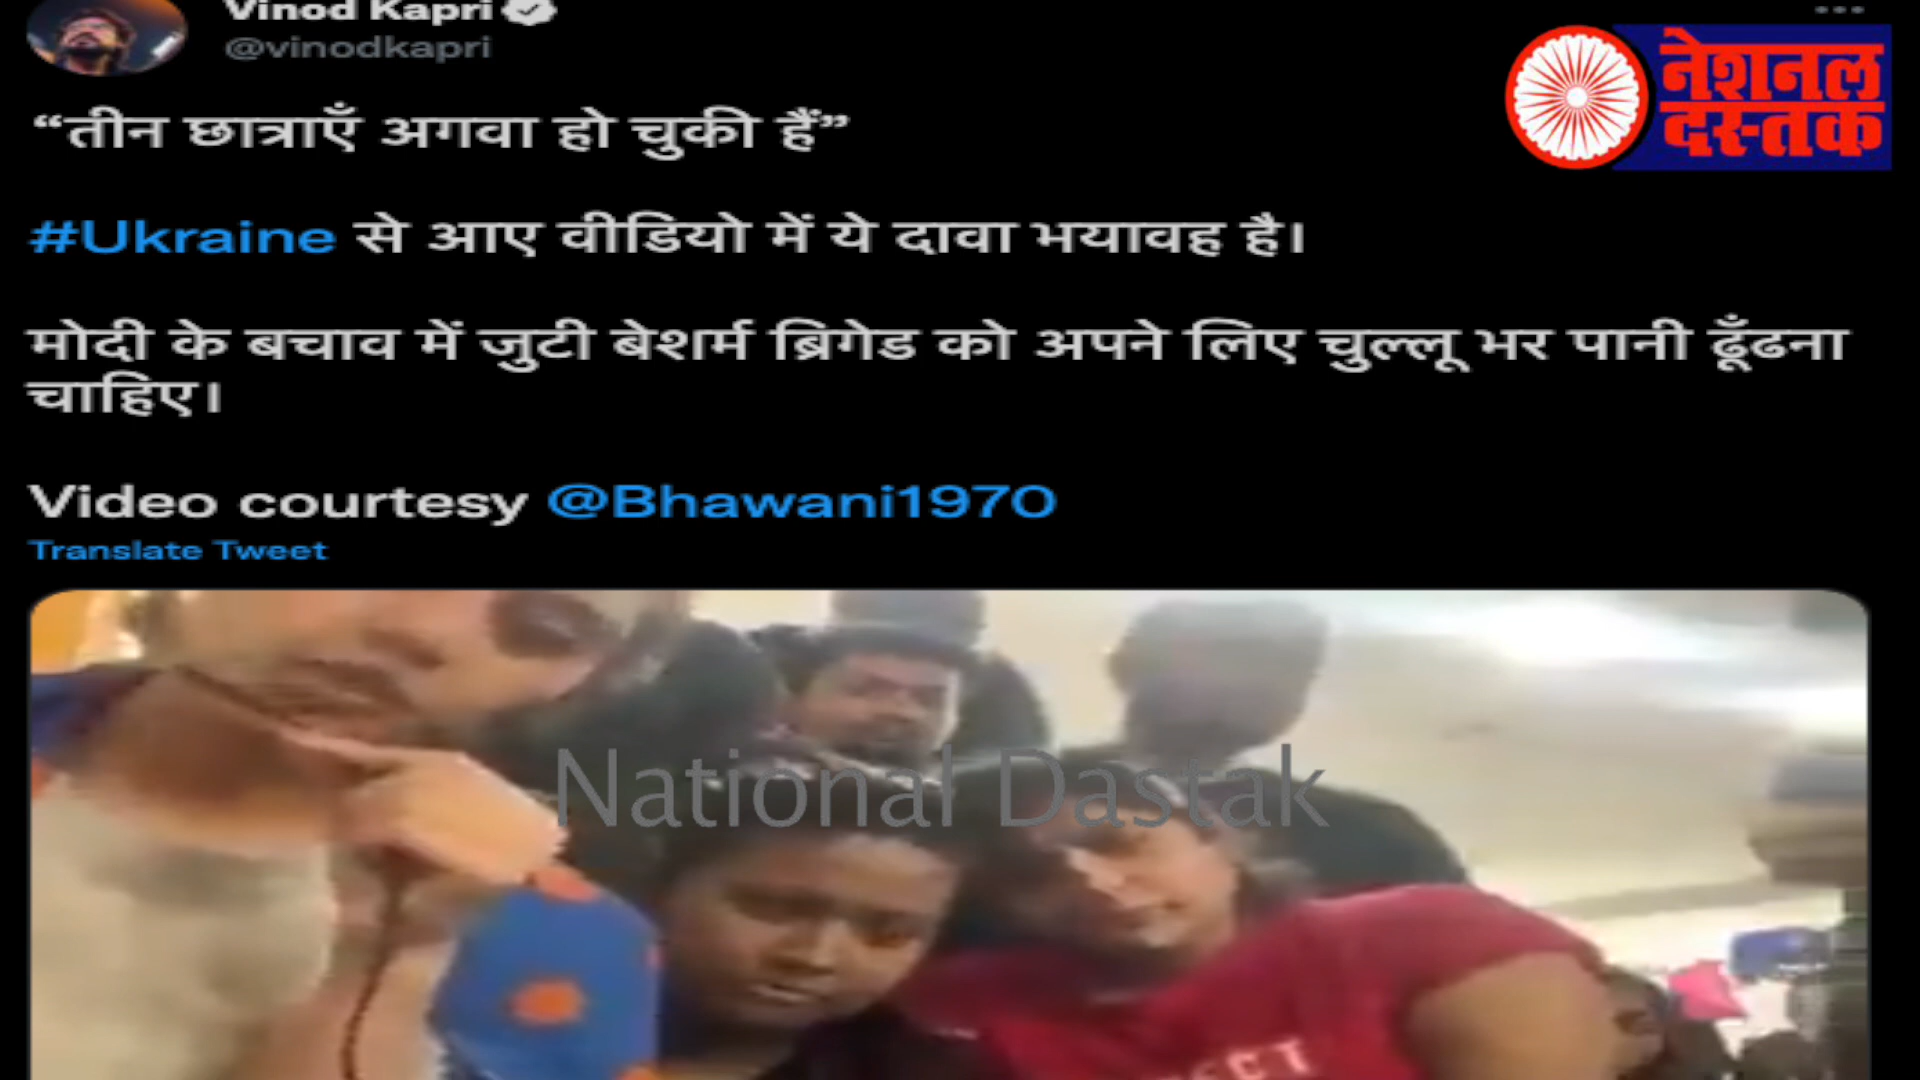 Vinod Kapri
@vinodkapri
नेशनल
दस्तक
“तीन छात्राएँ अगवा हो चुकी हैं”
#Ukraine से आए वीडियो में ये दावा भयावह है।
मोदी के बचाव में जुटी बेशर्म ब्रिगेड को अपने लिए चुल्लू भर पानी ढूँढना
चाहिए।
Video courtesy @Bhawani1970
Translate Tweet
National Dastak